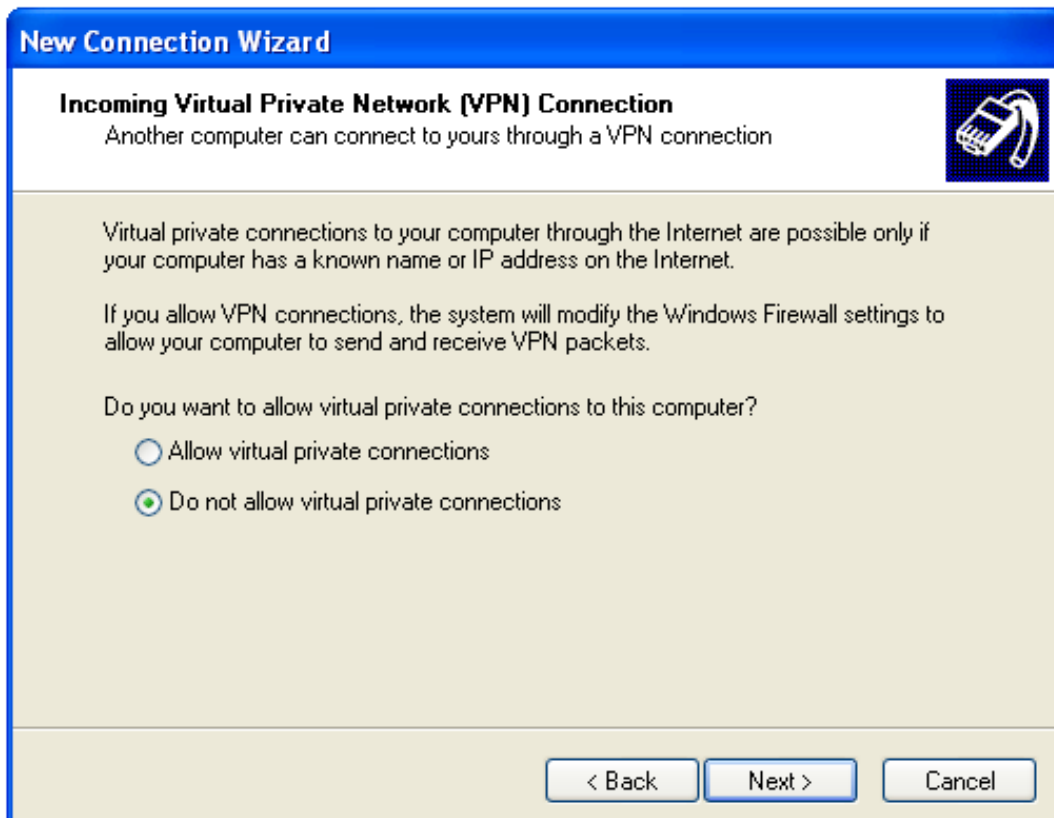 New Connection Wizard
Incoming Virtual Private Network (VPN) Connection
Another computer can connect to yours through a VPN connection
Virtual private connections to your computer through the Internet are possible only if
your computer has a known name or IP address on the Internet.
If you allow VPN connections, the system will modify the Windows Firewall settings to
allow your computer to send and receive VPN packets.
Do you want to allow virtual private connections to this computer?
Allow virtual private connections
Do not allow virtual private connections
< Back Next > Cancel